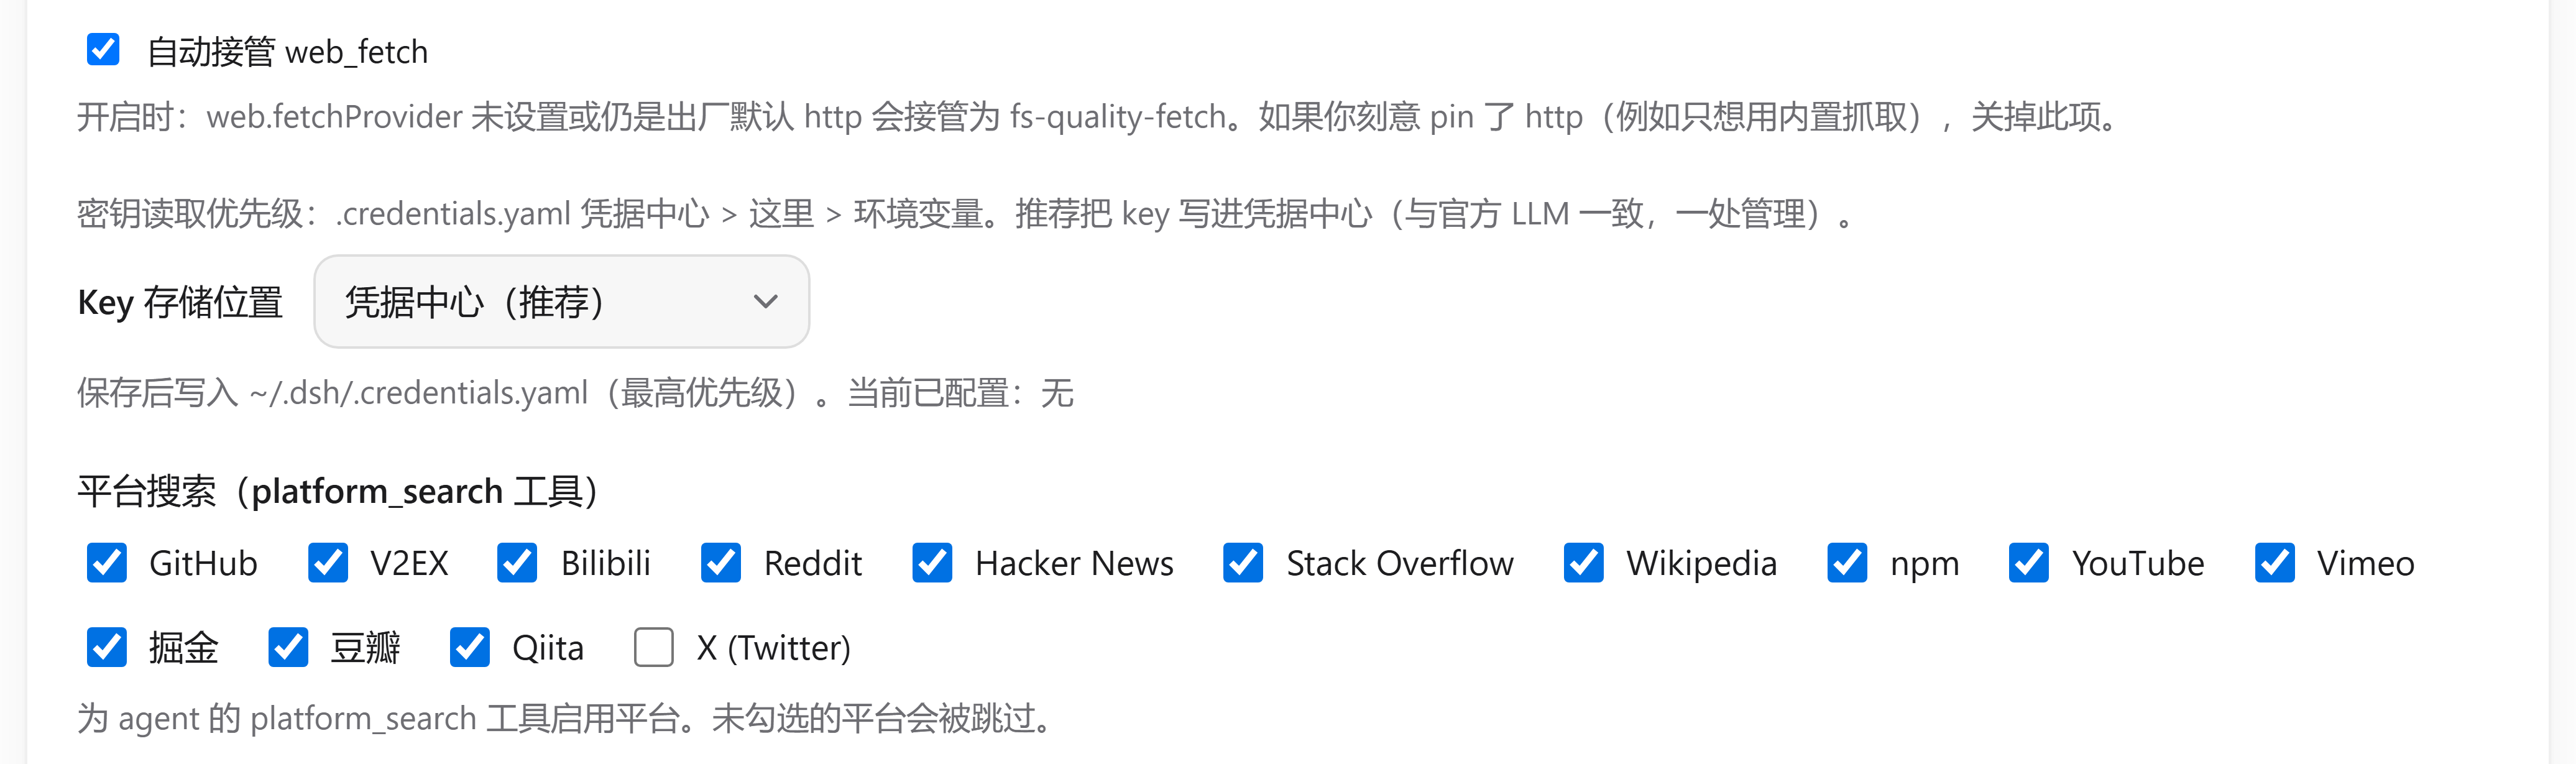 自动接管 web_fetch
开启时：web.fetchProvider 未设置或仍是出厂默认 http 会接管为 fs-quality-fetch。如果你刻意 pin 了 http（例如只想用内置抓取），关掉此项。
密钥读取优先级：.credentials.yaml 凭据中心 > 这里 > 环境变量。推荐把 key 写进凭据中心（与官方 LLM 一致，一处管理）。
Key 存储位置 凭据中心（推荐）
保存后写入 ~/.dsh/.credentials.yaml（最高优先级）。当前已配置：无
平台搜索（platform_search 工具）
GitHub V2EX Bilibili Reddit Hacker News Stack Overflow Wikipedia npm YouTube Vimeo
掘金 豆瓣 Qiita X (Twitter)
为 agent 的 platform_search 工具启用平台。未勾选的平台会被跳过。